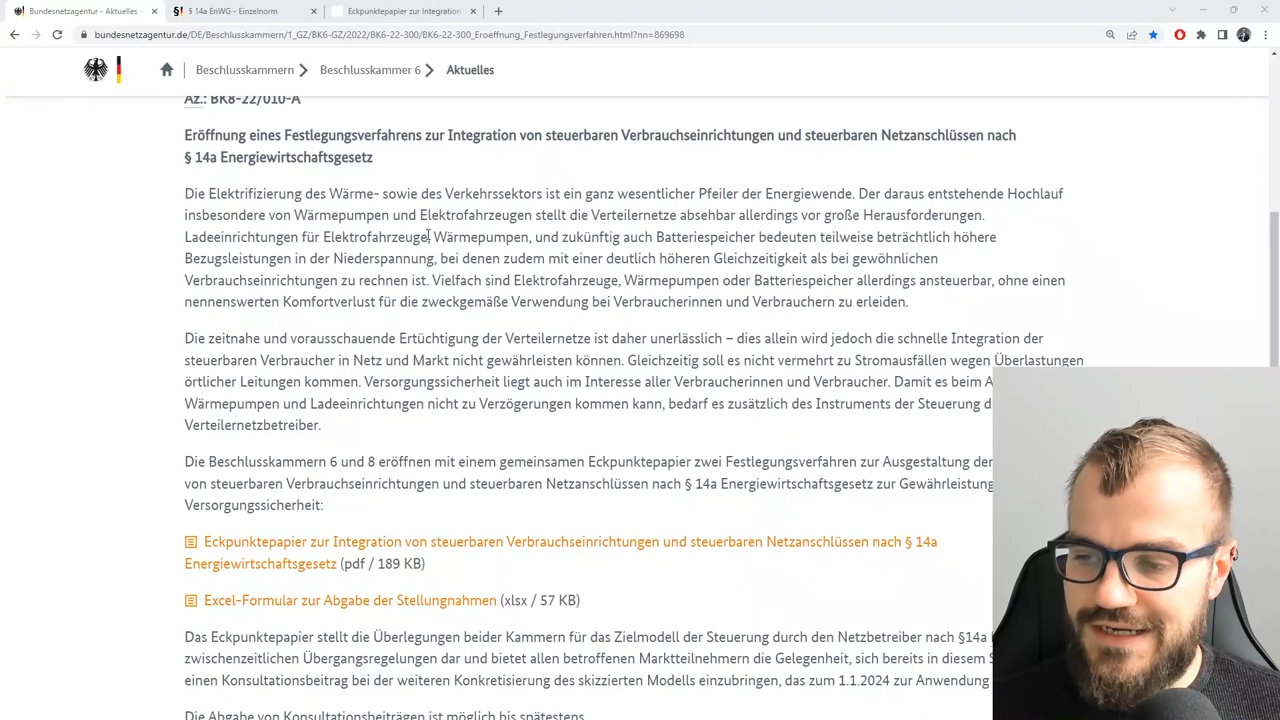 Bundesnetzagentur - Aktuelles -
§ 14a EnWG - Einzelnorm
Eckpunktepapier zur Integration
bundesnetzagentur.de/DE/Beschlusskammern/1_GZ/BK6-GZ/2022/BK6-22-300/BK6-22-300_Eroeffnung_Festlegungsverfahren.html?nn=869698
Beschlusskammern
Beschlusskammer 6
Aktuelles
Az.: BK8-22/010-A
Eröffnung eines Festlegungsverfahrens zur Integration von steuerbaren Verbrauchseinrichtungen und steuerbaren Netzanschlüssen nach
§ 14a Energiewirtschaftsgesetz
Die Elektrifizierung des Wärme- sowie des Verkehrssektors ist ein ganz wesentlicher Pfeiler der Energiewende. Der daraus entstehende Hochlauf
insbesondere von Wärmepumpen und Elektrofahrzeugen stellt die Verteilernetze absehbar allerdings vor große Herausforderungen.
Ladeeinrichtungen für Elektrofahrzeuge, Wärmepumpen, und zukünftig auch Batteriespeicher bedeuten teilweise beträchtlich höhere
Bezugsleistungen in der Niederspannung, bei denen zudem mit einer deutlich höheren Gleichzeitigkeit als bei gewöhnlichen
Verbrauchseinrichtungen zu rechnen ist. Vielfach sind Elektrofahrzeuge, Wärmepumpen oder Batteriespeicher allerdings ansteuerbar, ohne einen
nennenswerten Komfortverlust für die zweckgemäße Verwendung bei Verbraucherinnen und Verbrauchern zu erleiden.
Die zeitnahe und vorausschauende Ertüchtigung der Verteilernetze ist daher unerlässlich – dies allein wird jedoch die schnelle Integration der
steuerbaren Verbraucher in Netz und Markt nicht gewährleisten können. Gleichzeitig soll es nicht vermehrt zu Stromausfällen wegen Überlastungen
örtlicher Leitungen kommen. Versorgungssicherheit liegt auch im Interesse aller Verbraucherinnen und Verbraucher. Damit es beim A
Wärmepumpen und Ladeeinrichtungen nicht zu Verzögerungen kommen kann, bedarf es zusätzlich des Instruments der Steuerung d
Verteilernetzbetreiber.
Die Beschlusskammern 6 und 8 eröffnen mit einem gemeinsamen Eckpunktepapier zwei Festlegungsverfahren zur Ausgestaltung der
von steuerbaren Verbrauchseinrichtungen und steuerbaren Netzanschlüssen nach § 14a Energiewirtschaftsgesetz zur Gewährleistung
Versorgungssicherheit:
Eckpunktepapier zur Integration von steuerbaren Verbrauchseinrichtungen und steuerbaren Netzanschlüssen nach § 14a
Energiewirtschaftsgesetz (pdf / 189 KB)
Excel-Formular zur Abgabe der Stellungnahmen (xlsx / 57 KB)
Das Eckpunktepapier stellt die Überlegungen beider Kammern für das Zielmodell der Steuerung durch den Netzbetreiber nach §14a
zwischenzeitlichen Übergangsregelungen dar und bietet allen betroffenen Marktteilnehmern die Gelegenheit, sich bereits in diesem S
einen Konsultationsbeitrag bei der weiteren Konkretisierung des skizzierten Modells einzubringen, das zum 1.1.2024 zur Anwendung
Die Abgabe von Konsultationsbeiträgen ist möglich bis spätestens